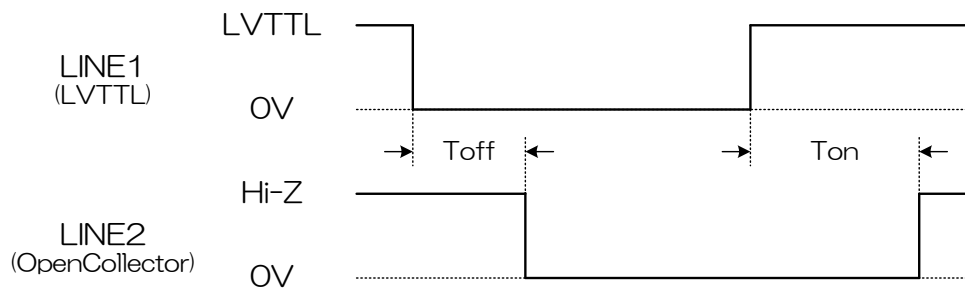 LVTTL
LINE1
(LVTTL)
0V
Toff
Ton
Hi-Z
LINE2
(OpenCollector)
0V